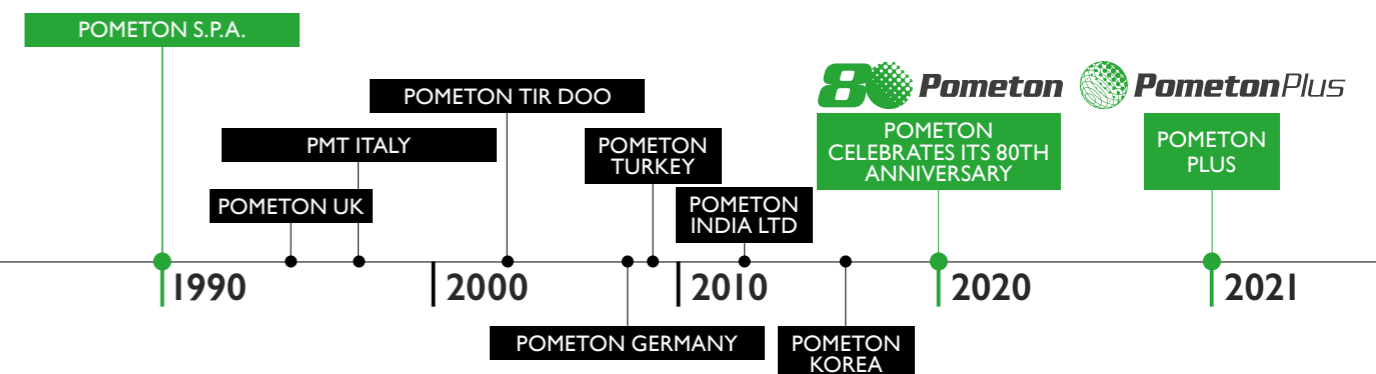 POMETON S.P.A.
POMETON TIR DOO
PMT ITALY
POMETON UK
POMETON
TURKEY
POMETON
INDIA LTD
80 Pometon
PometonPlus
POMETON
CELEBRATES ITS 80TH
ANNIVERSARY
POMETON
PLUS
1990
2000
2010
2020
2021
POMETON GERMANY
POMETON
KOREA